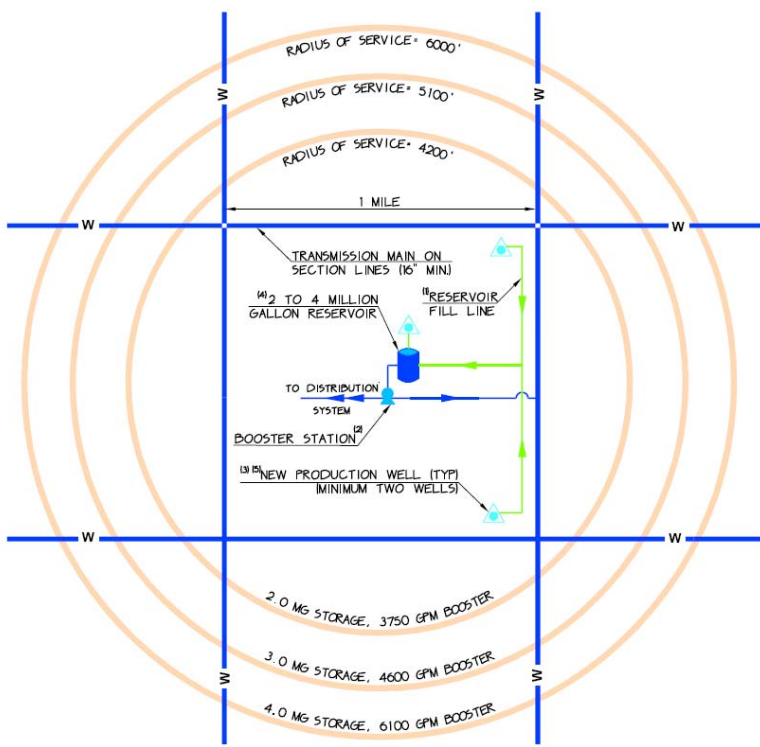 RADIUS OF SERVICE= 6000'
RADIUS OF SERVICE= 5100'
RADIUS OF SERVICE= 4200'
W
W
1 MILE
W
W
TRANSMISSION MAIN ON
SECTION LINES (16" MIN.)
(4) 2 TO 4 MILLION
GALLON RESERVOIR
(1) RESERVOIR
FILL LINE
TO DISTRIBUTION
SYSTEM
BOOSTER STATION (2)
(3) (5) NEW PRODUCTION WELL (TYP)
(MINIMUM TWO WELLS)
W
W
2.0 MG STORAGE, 3750 GPM BOOSTER
3.0 MG STORAGE, 4600 GPM BOOSTER
4.0 MG STORAGE, 6100 GPM BOOSTER
W
W